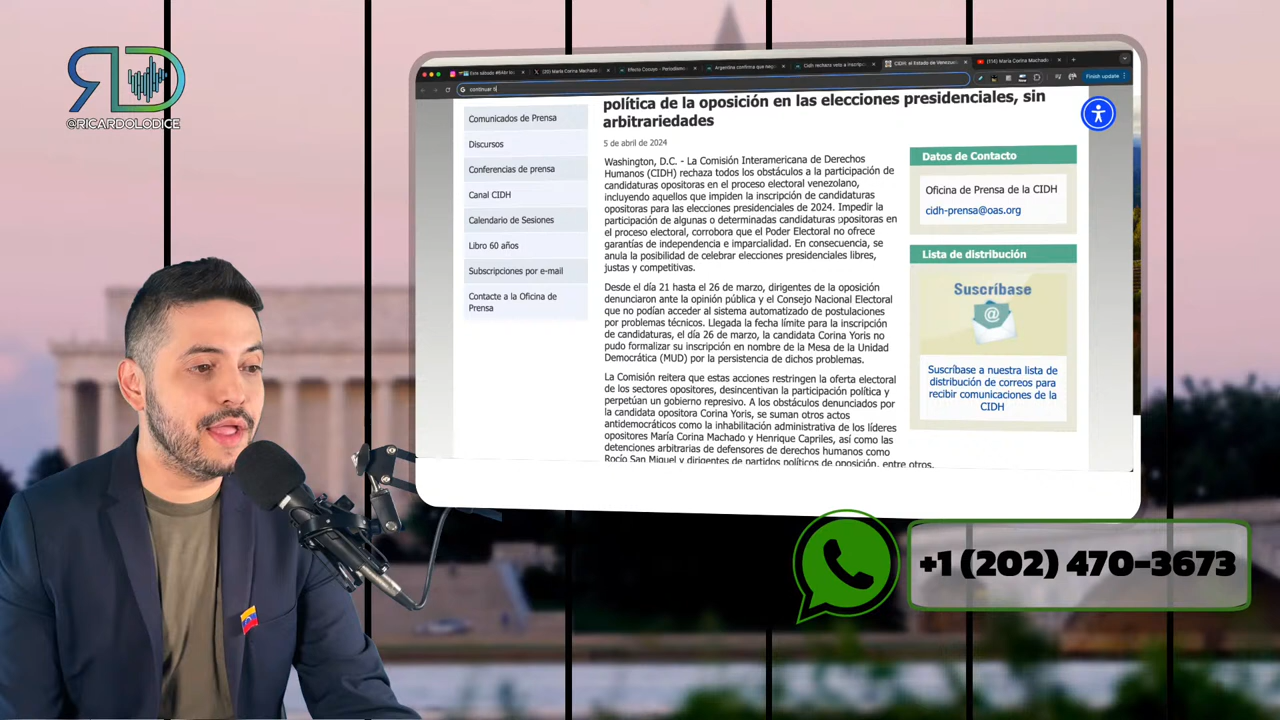 @RICARDOLODICE
Finish update
continuar s
política de la oposición en las elecciones presidenciales, sin
arbitrariedades
5 de abril de 2024
Comunicados de Prensa
Discursos
Conferencias de prensa
Canal CIDH
Calendario de Sesiones
Libro 60 años
Subscripciones por e-mail
Contacte a la Oficina de
Prensa
Washington, D.C. - La Comisión Interamericana de Derechos
Humanos (CIDH) rechaza todos los obstáculos a la participación de
candidaturas opositoras en el proceso electoral venezolano,
incluyendo aquellos que impiden la inscripción de candidaturas
opositoras para las elecciones presidenciales de 2024. Impedir la
participación de algunas o determinadas candidaturas opositoras en
el proceso electoral, corrobora que el Poder Electoral no ofrece
garantías de independencia e imparcialidad. En consecuencia, se
anula la posibilidad de celebrar elecciones presidenciales libres,
justas y competitivas.
Desde el día 21 hasta el 26 de marzo, dirigentes de la oposición
denunciaron ante la opinión pública y el Consejo Nacional Electoral
que no podían acceder al sistema automatizado de postulaciones
por problemas técnicos. Llegada la fecha límite para la inscripción
de candidaturas, el día 26 de marzo, la candidata Corina Yoris no
pudo formalizar su inscripción en nombre de la Mesa de la Unidad
Democrática (MUD) por la persistencia de dichos problemas.
La Comisión reitera que estas acciones restringen la oferta electoral
de los sectores opositores, desincentivan la participación política y
perpetúan un gobierno represivo. A los obstáculos denunciados por
la candidata opositora Corina Yoris, se suman otros actos
antidemocráticos como la inhabilitación administrativa de los líderes
opositores María Corina Machado y Henrique Capriles, así como las
detenciones arbitrarias de defensores de derechos humanos como
Rocío San Miguel y dirigentes de partidos políticos de oposición, entre otros.
Datos de Contacto
Oficina de Prensa de la CIDH
cidh-prensa@oas.org
Lista de distribución
Suscríbase
Suscríbase a nuestra lista de
distribución de correos para
recibir comunicaciones de la
CIDH
+1 (202) 470-3673